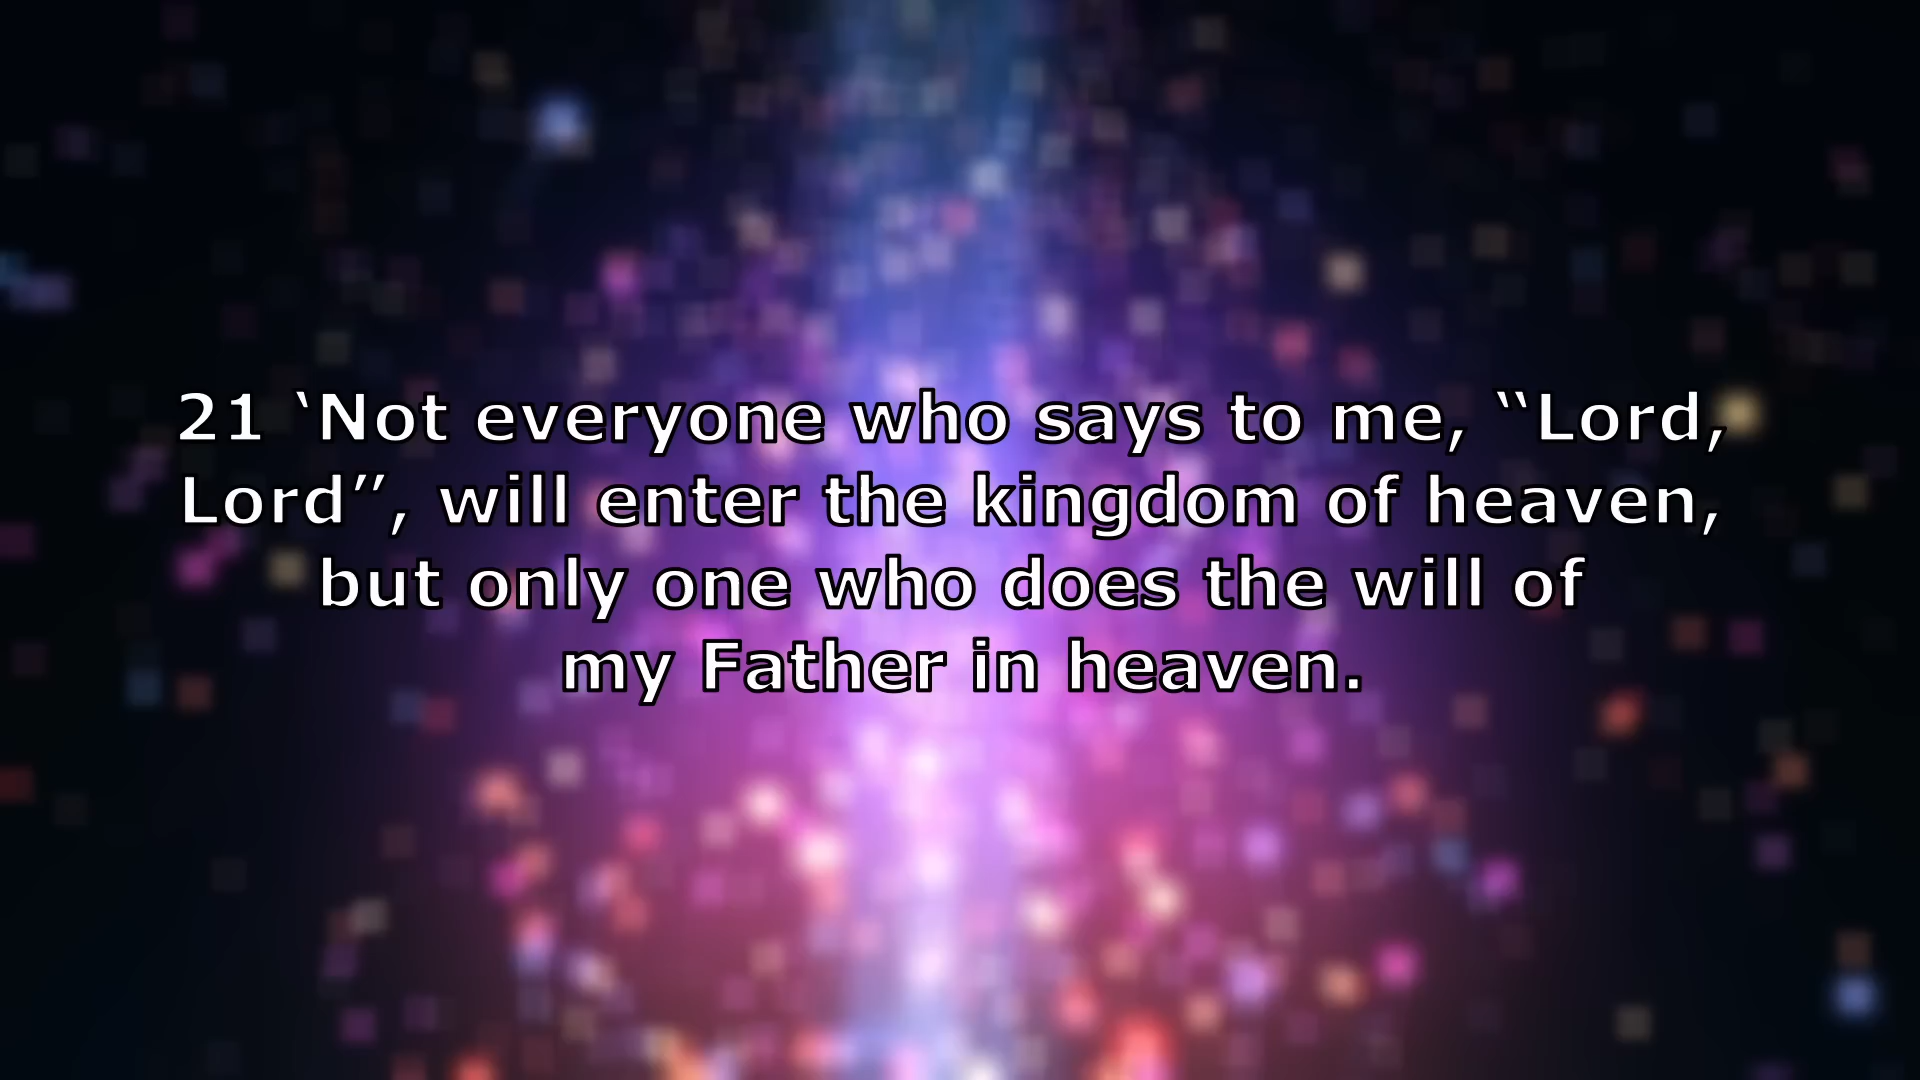 21 ‘Not everyone who says to me, “Lord,
Lord”, will enter the kingdom of heaven,
but only one who does the will of
my Father in heaven.